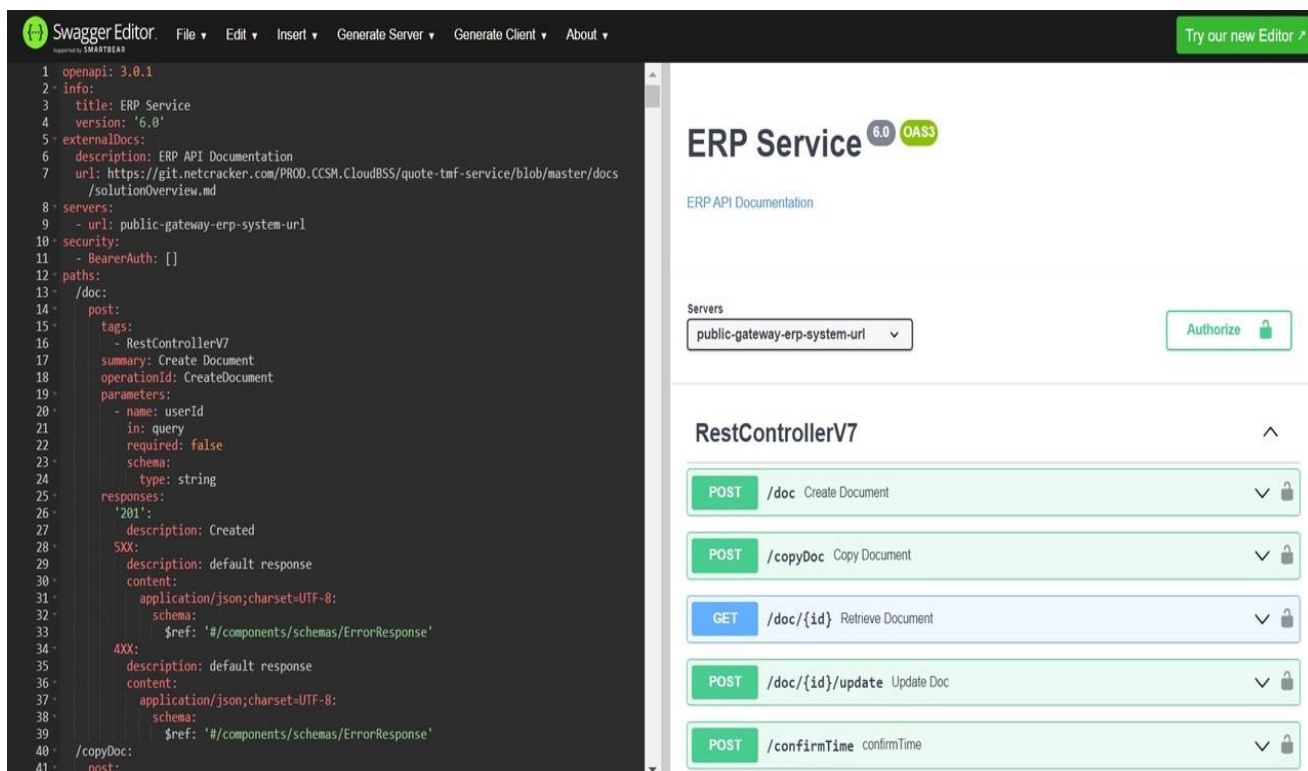 Swagger Editor.
Supported by SMARTBEAR
File Edit Insert Generate Server Generate Client About
Try our new Editor
1 openapi: 3.0.1
2 info:
3 title: ERP Service
4 version: '6.0'
5 externalDocs:
6 description: ERP API Documentation
7 url: https://git.netcracker.com/PROD.CCSM.CloudBSS/quote-tmf-service/blob/master/docs
/solutionOverview.md
8 servers:
9 - url: public-gateway-erp-system-url
10 security:
11 - BearerAuth: []
12 paths:
13 /doc:
14 post:
15 tags:
16 - RestControllerV7
17 summary: Create Document
18 operationId: CreateDocument
19 parameters:
20 - name: userId
21 in: query
22 required: false
23 schema:
24 type: string
25 responses:
26 '201':
27 description: Created
28 5XX:
29 description: default response
30 content:
31 application/json;charset=UTF-8:
32 schema:
33 $ref: '#/components/schemas/ErrorResponse'
34 4XX:
35 description: default response
36 content:
37 application/json;charset=UTF-8:
38 schema:
39 $ref: '#/components/schemas/ErrorResponse'
40 /copyDoc:
41 post:
ERP Service 6.0 OAS3
ERP API Documentation
Servers
public-gateway-erp-system-url
Authorize
RestControllerV7
POST /doc Create Document
POST /copyDoc Copy Document
GET /doc/{id} Retrieve Document
POST /doc/{id}/update Update Doc
POST /confirmTime confirmTime